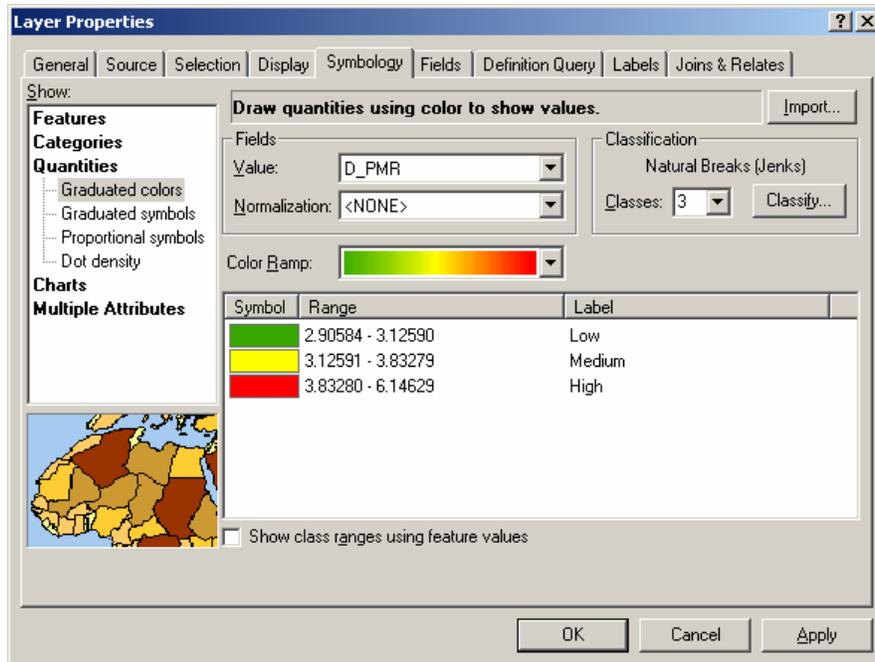 Layer Properties
General Source Selection Display Symbology Fields Definition Query Labels Joins & Relates
Show:
Features
Categories
Quantities
Graduated colors
Graduated symbols
Proportional symbols
Dot density
Charts
Multiple Attributes
Draw quantities using color to show values.
Import...
Fields
Value: D_PMR
Normalization: <NONE>
Classification
Natural Breaks (Jenks)
Classes: 3 Classify...
Color Ramp:
Symbol Range Label
2.90584 - 3.12590 Low
3.12591 - 3.83279 Medium
3.83280 - 6.14629 High
Show class ranges using feature values
OK Cancel Apply